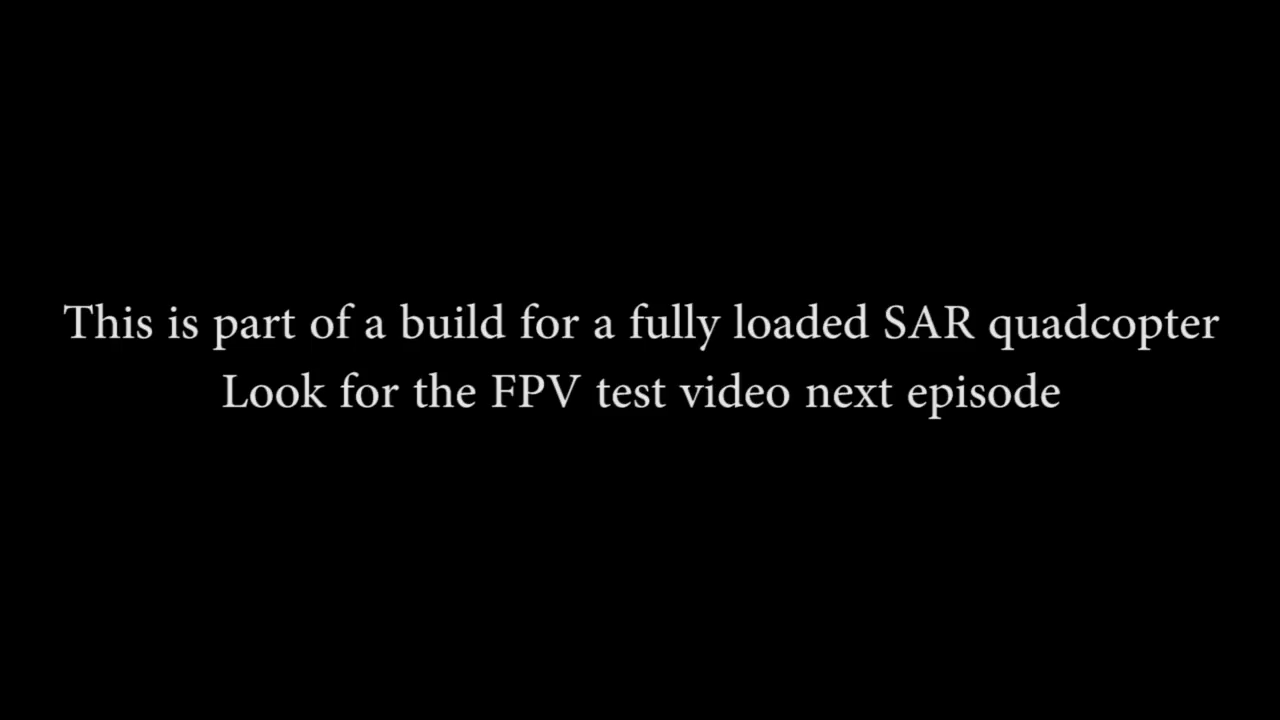 This is part of a build for a fully loaded SAR quadcopter
Look for the FPV test video next episode